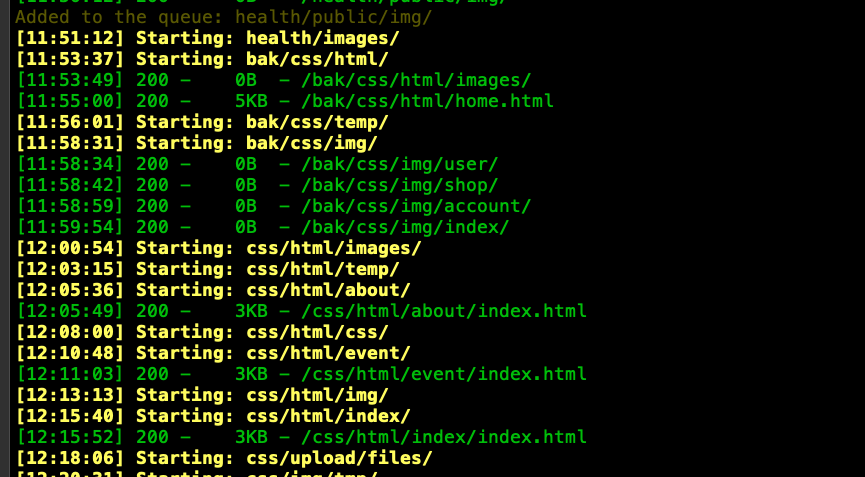 Added to the queue: health/public/img/
[11:51:12] Starting: health/images/
[11:53:37] Starting: bak/css/html/
[11:53:49] 200 -    0B  - /bak/css/html/images/
[11:55:00] 200 -    5KB - /bak/css/html/home.html
[11:56:01] Starting: bak/css/temp/
[11:58:31] Starting: bak/css/img/
[11:58:34] 200 -    0B  - /bak/css/img/user/
[11:58:42] 200 -    0B  - /bak/css/img/shop/
[11:58:59] 200 -    0B  - /bak/css/img/account/
[11:59:54] 200 -    0B  - /bak/css/img/index/
[12:00:54] Starting: css/html/images/
[12:03:15] Starting: css/html/temp/
[12:05:36] Starting: css/html/about/
[12:05:49] 200 -    3KB - /css/html/about/index.html
[12:08:00] Starting: css/html/css/
[12:10:48] Starting: css/html/event/
[12:11:03] 200 -    3KB - /css/html/event/index.html
[12:13:13] Starting: css/html/img/
[12:15:40] Starting: css/html/index/
[12:15:52] 200 -    3KB - /css/html/index/index.html
[12:18:06] Starting: css/upload/files/
[12:20:31] Starting: css/img/tmp/